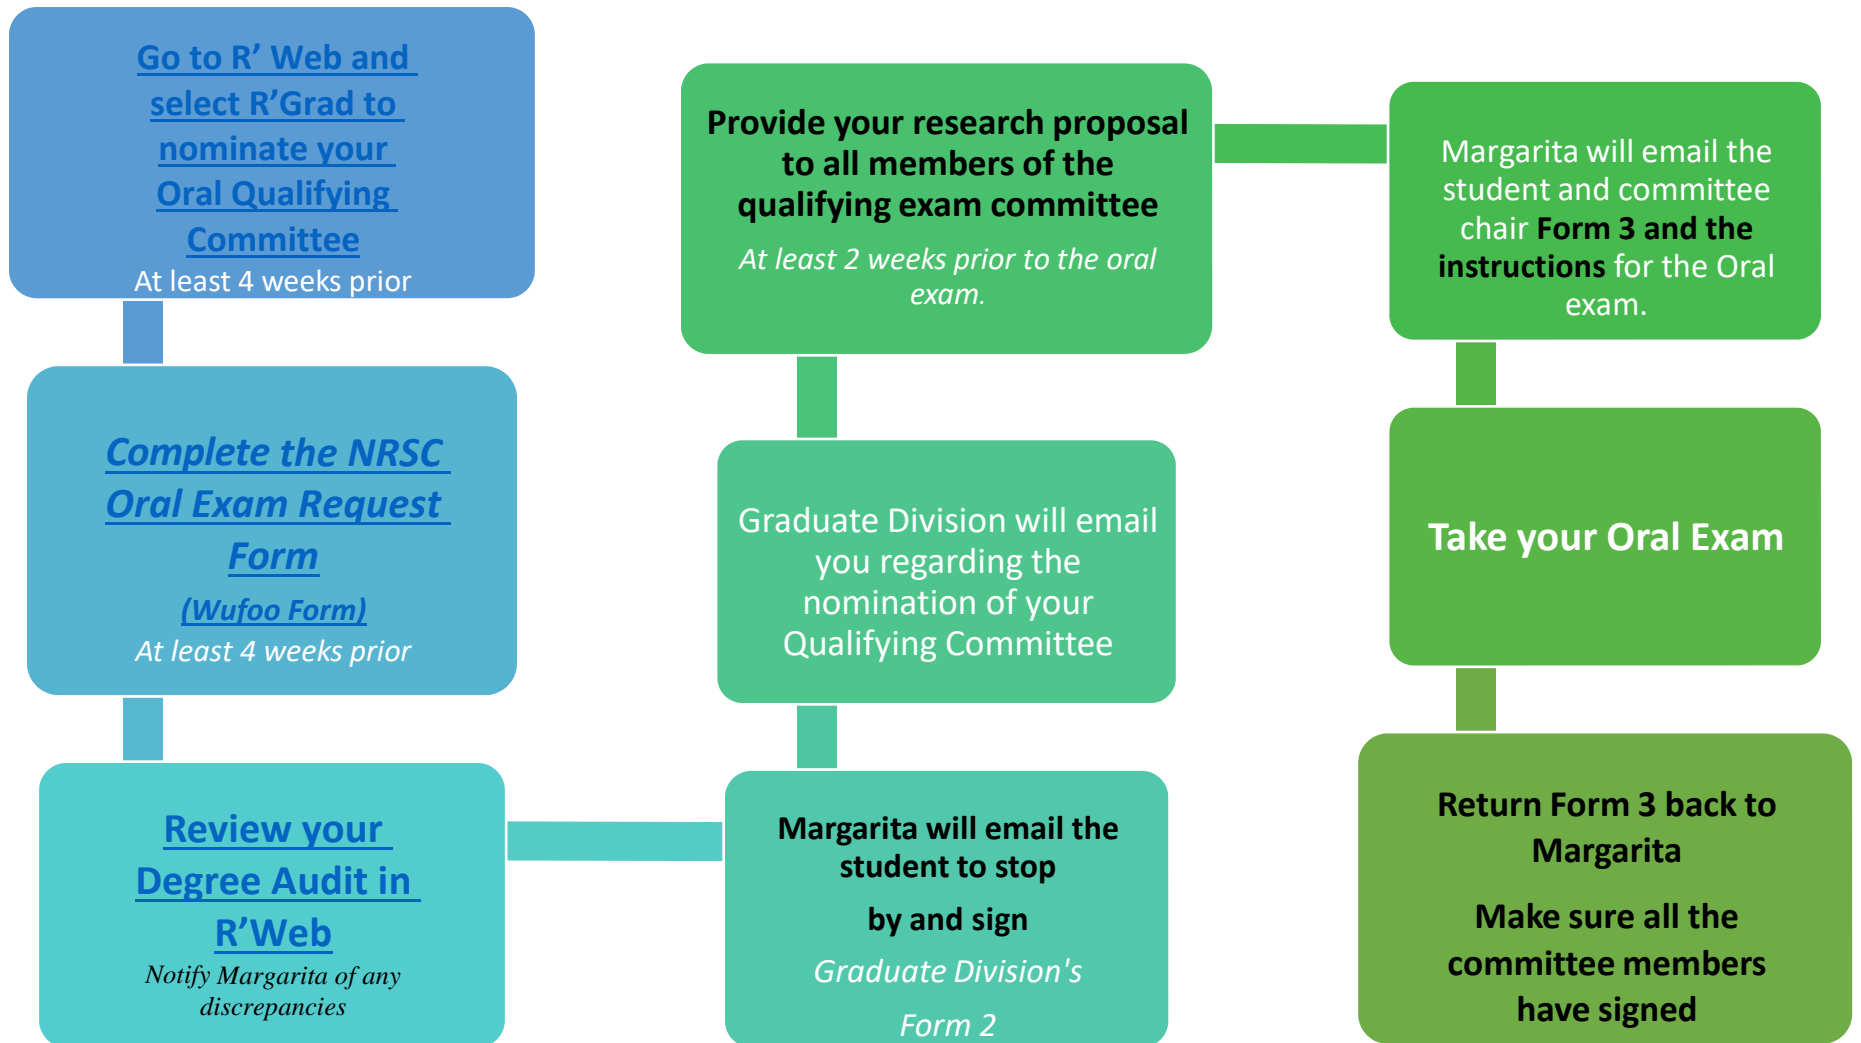 Go to R’ Web and
select R’Grad to
nominate your
Oral Qualifying
Committee
At least 4 weeks prior
Complete the NRSC
Oral Exam Request
Form
(Wufoo Form)
At least 4 weeks prior
Review your
Degree Audit in
R’Web
Notify Margarita of any
discrepancies
Margarita will email the
student to stop
by and sign
Graduate Division's
Form 2
Graduate Division will email
you regarding the
nomination of your
Qualifying Committee
Provide your research proposal
to all members of the
qualifying exam committee
At least 2 weeks prior to the oral
exam.
Margarita will email the
student and committee
chair Form 3 and the
instructions for the Oral
exam.
Take your Oral Exam
Return Form 3 back to
Margarita
Make sure all the
committee members
have signed